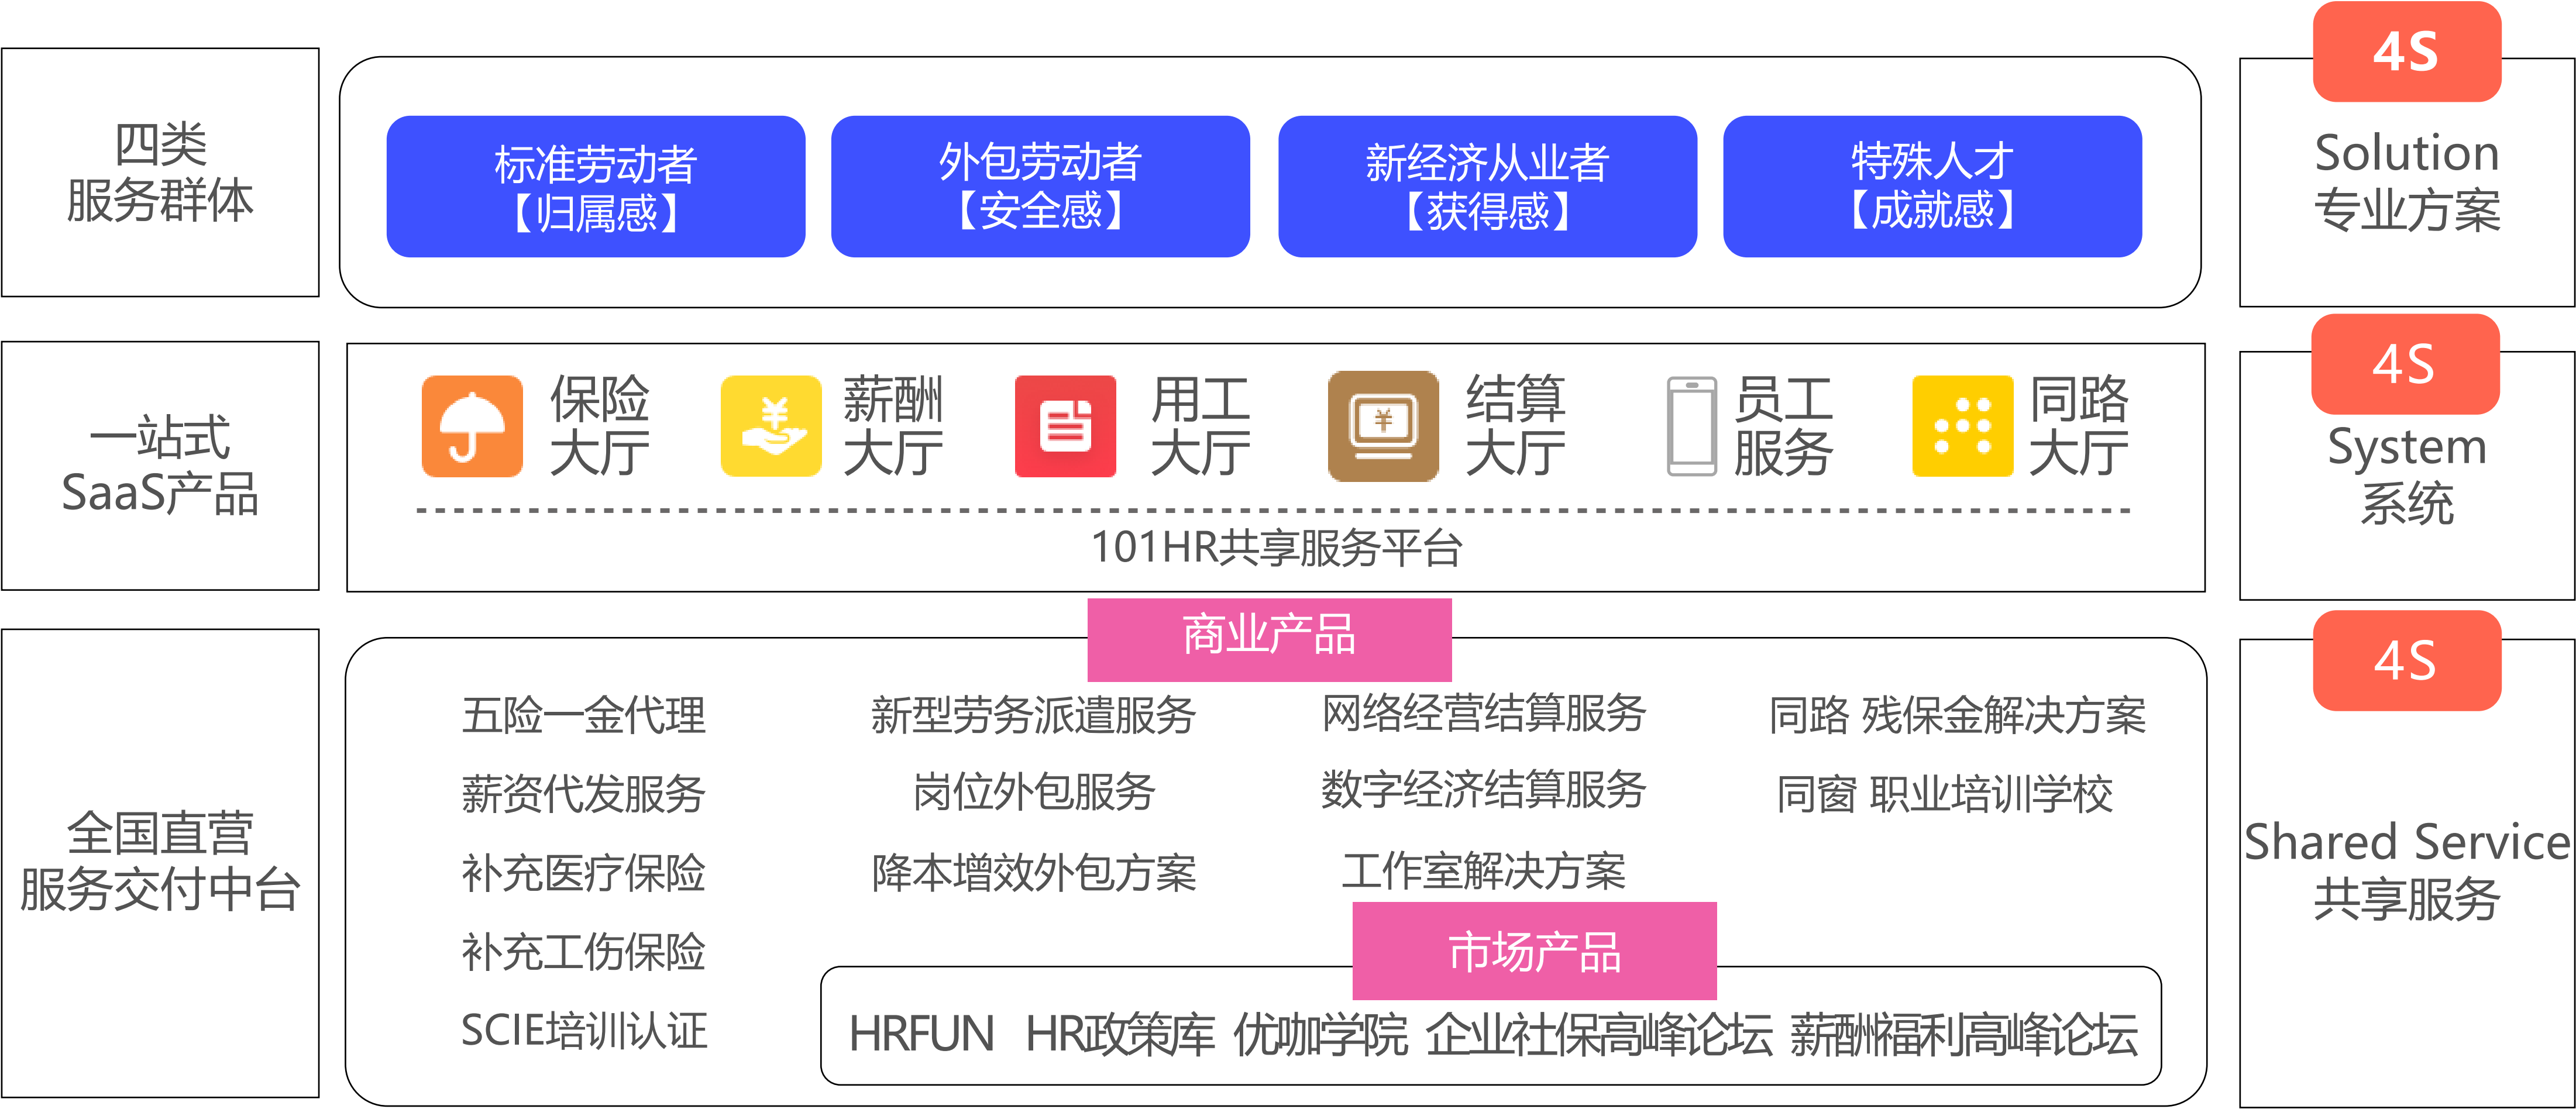 四类
服务群体
标准劳动者
【归属感】
外包劳动者
【安全感】
新经济从业者
【获得感】
特殊人才
【成就感】
4S
Solution
专业方案
一站式
SaaS产品
保险
大厅
薪酬
大厅
用工
大厅
结算
大厅
员工
服务
同路
大厅
101HR共享服务平台
4S
System
系统
全国直营
服务交付中台
商业产品
五险一金代理
薪资代发服务
补充医疗保险
补充工伤保险
SCIE培训认证
新型劳务派遣服务
岗位外包服务
降本增效外包方案
网络经营结算服务
数字经济结算服务
工作室解决方案
同路 残保金解决方案
同窗 职业培训学校
市场产品
HRFUN HR政策库 优咖学院 企业社保高峰论坛 薪酬福利高峰论坛
4S
Shared Service
共享服务